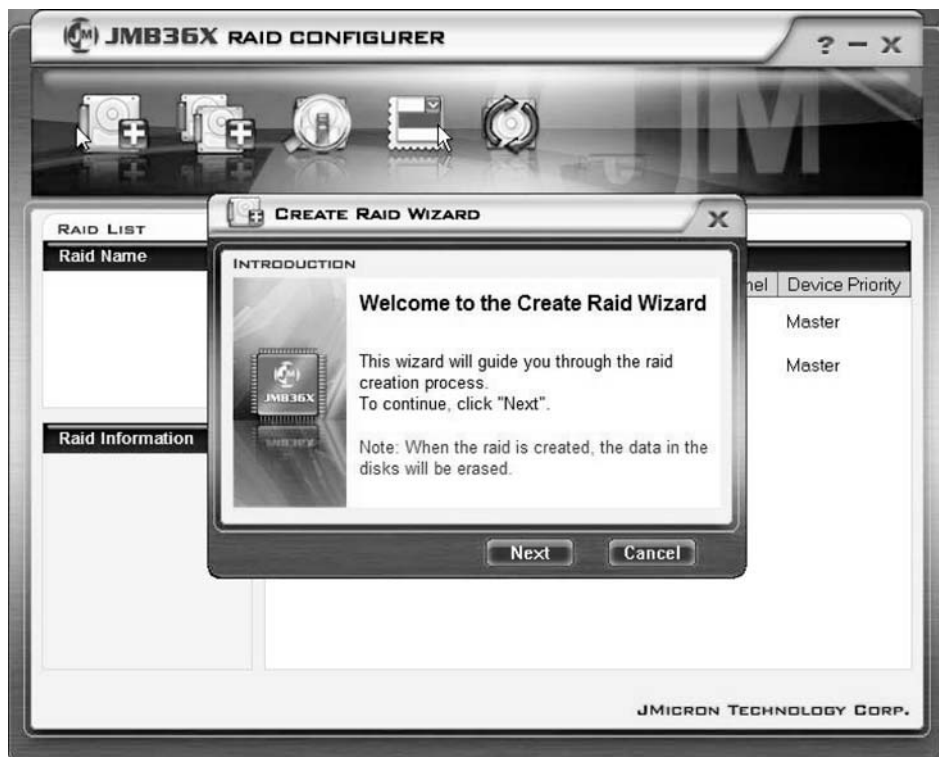 JMB36X RAID CONFIGURER
? – X
JM
RAID LIST
Raid Name
Device Priority
Master
Master
Raid Information
CREATE RAID WIZARD
X
INTRODUCTION
JMB36X
Welcome to the Create Raid Wizard
This wizard will guide you through the raid
creation process.
To continue, click "Next".
Note: When the raid is created, the data in the
disks will be erased.
Next
Cancel
JMICRON TECHNOLOGY CORP.